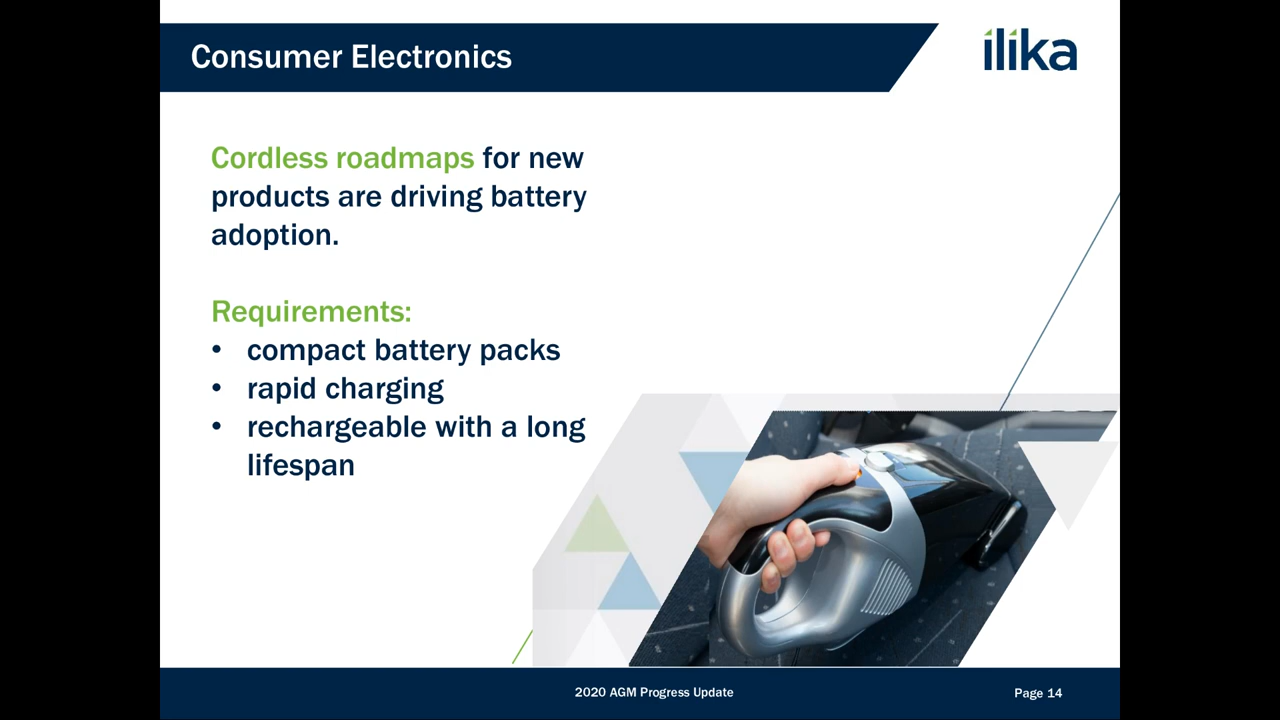 Consumer Electronics
ilika
Cordless roadmaps for new
products are driving battery
adoption.
Requirements:
• compact battery packs
• rapid charging
• rechargeable with a long
lifespan
2020 AGM Progress Update
Page 14